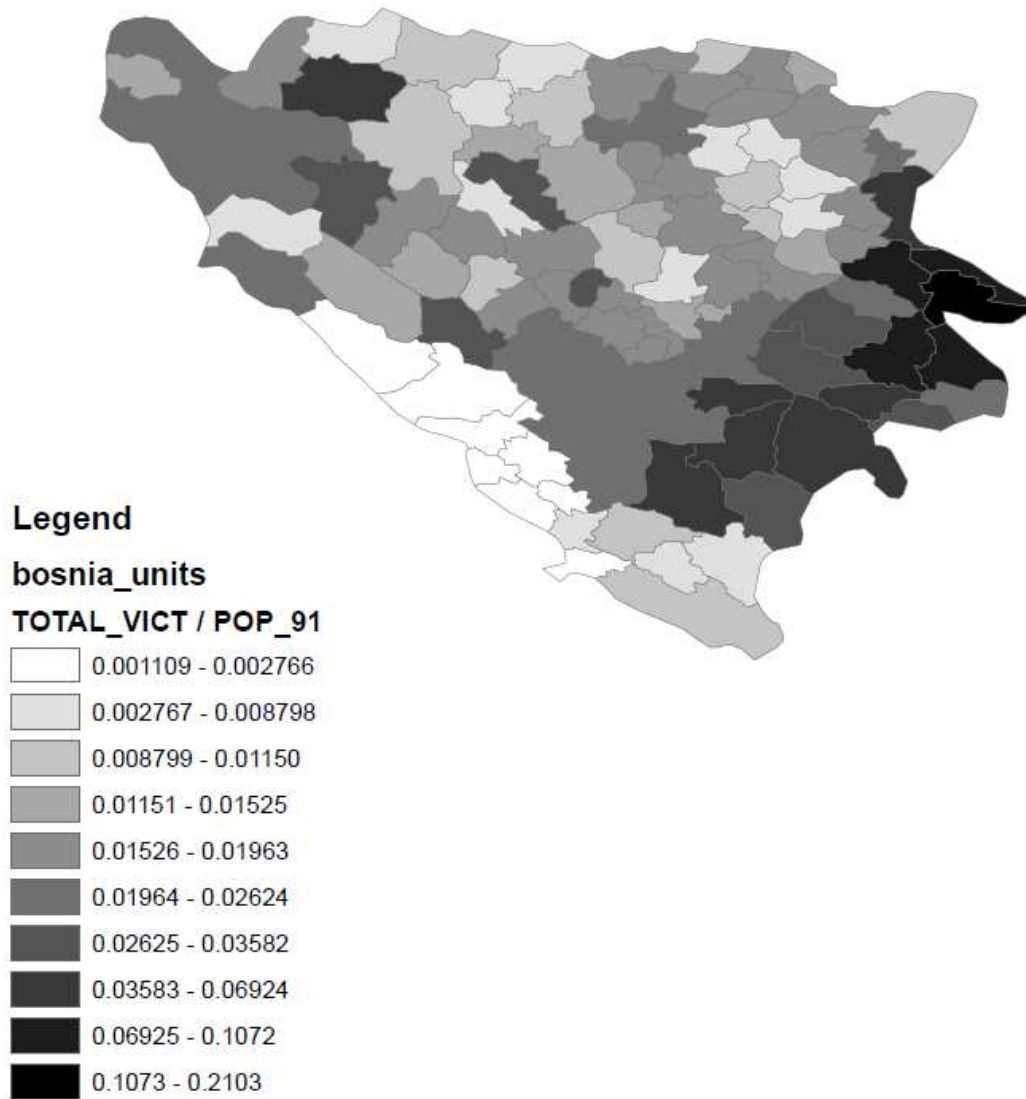 Legend
bosnia_units
TOTAL_VICT / POP_91
0.001109 - 0.002766
0.002767 - 0.008798
0.008799 - 0.01150
0.01151 - 0.01525
0.01526 - 0.01963
0.01964 - 0.02624
0.02625 - 0.03582
0.03583 - 0.06924
0.06925 - 0.1072
0.1073 - 0.2103